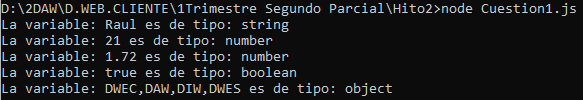 D:\2DAW\D.WEB.CLIENTE\1Trimestre Segundo Parcial\Hito2>node Cuestion1.js
La variable: Raul es de tipo: string
La variable: 21 es de tipo: number
La variable: 1.72 es de tipo: number
La variable: true es de tipo: boolean
La variable: DWEC,DAW,DIW,DWES es de tipo: object